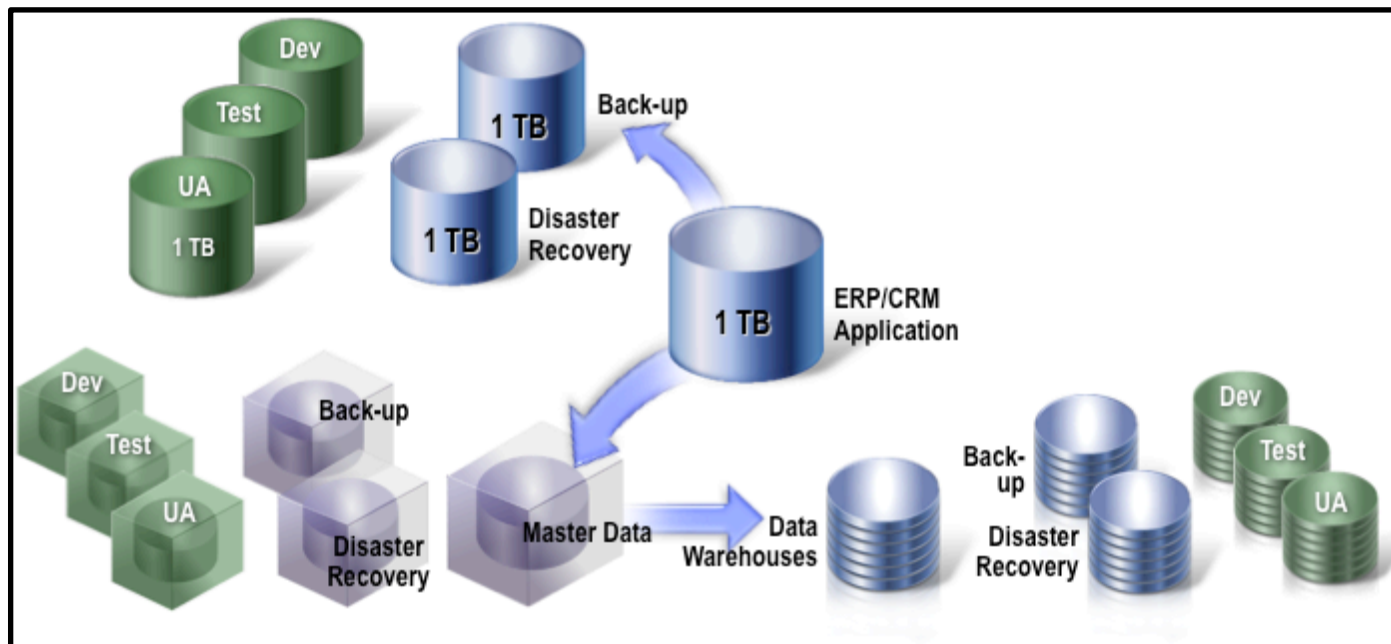 Dev
Test
UA
1 TB
1 TB
Back-up
1 TB
Disaster
Recovery
1 TB
ERP/CRM
Application
Dev
Test
UA
Back-up
Disaster
Recovery
Master Data
Data
Warehouses
Back-
up
Disaster
Recovery
Dev
Test
UA